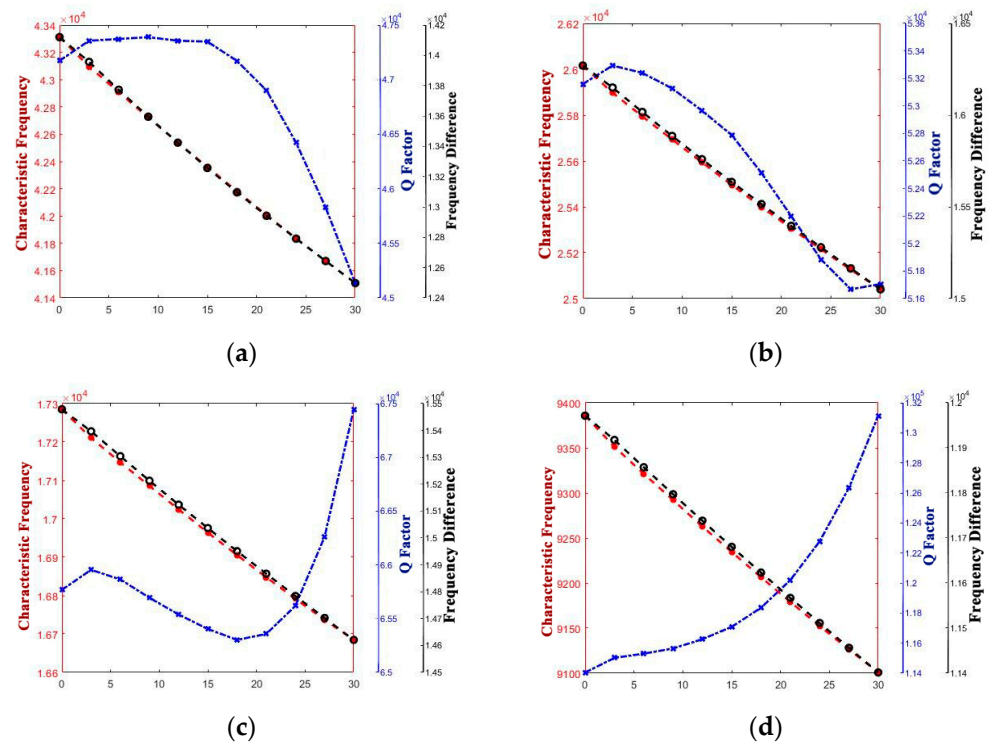 ×10⁴ ×10⁴ ×10⁴
4.34 4.75 1.42
4.32 4.7 1.4
4.3 4.65 1.38
4.28 4.6 1.36
4.26 4.55 1.34
4.24 4.5 1.32
4.22 1.3
4.2 1.28
4.18 1.26
4.16 1.24
4.14
Characteristic Frequency
Q Factor
Frequency Difference
0 5 10 15 20 25 30
(a)
×10⁴ ×10⁴ ×10⁴
2.62 5.36 1.65
2.6 5.34 1.6
2.58 5.32 1.55
2.56 5.3 1.5
2.54 5.28
2.52 5.26
2.5 5.24
5.22
5.2
5.18
5.16
Characteristic Frequency
Q Factor
Frequency Difference
0 5 10 15 20 25 30
(b)
×10⁴ ×10⁴ ×10⁴
1.73 6.75 1.55
1.72 6.7 1.54
1.71 6.65 1.53
1.7 6.6 1.52
1.69 6.55 1.51
1.68 6.5 1.5
1.67 1.49
1.66 1.48
1.47
1.46
1.45
Characteristic Frequency
Q Factor
Frequency Difference
0 5 10 15 20 25 30
(c)
×10⁵ ×10⁴
9400 1.32 1.2
9350 1.3 1.19
9300 1.28 1.18
9250 1.26 1.17
9200 1.24 1.16
9150 1.22 1.15
9100 1.2 1.14
1.18
1.16
1.14
Characteristic Frequency
Q Factor
Frequency Difference
0 5 10 15 20 25 30
(d)